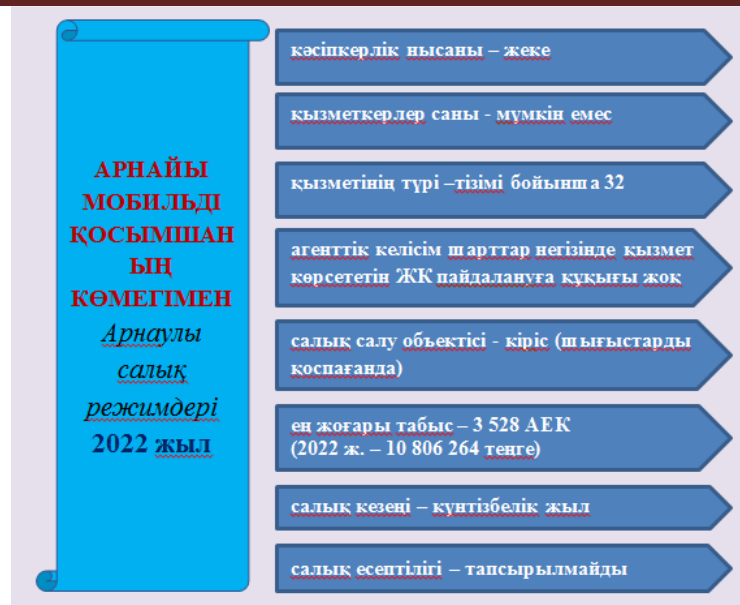 АРНАЙЫ
МОБИЛЬДІ
ҚОСЫМШАН
ЫҢ
КӨМЕГІМЕН
Арнаулы
салық
режимдері
2022 жыл
кәсіпкерлік нысаны – жеке
қызметкерлер саны - мүмкін емес
қызметінің түрі –тізімі бойынша 32
агенттік келісім шарттар негізінде қызмет
көрсететін ЖК пайдалануға құқығы жоқ
салық салу объектісі - кіріс (шығыстарды
қоспағанда)
ең жоғары табыс – 3 528 АЕК
(2022 ж. – 10 806 264 теңге)
салық кезеңі – күнтізбелік жыл
салық есептілігі – тапсырылмайды